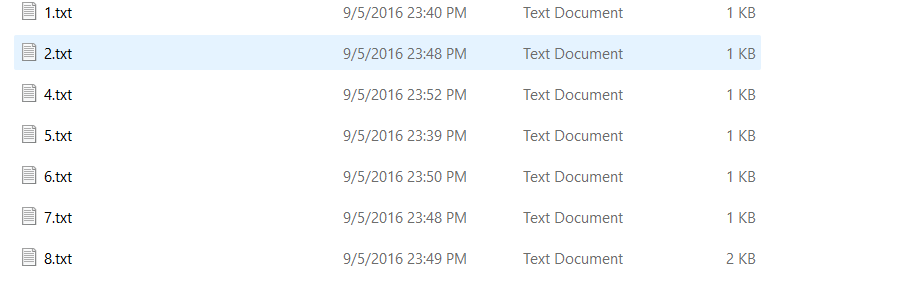 1.txt 9/5/2016 23:40 PM Text Document 1 KB
2.txt 9/5/2016 23:48 PM Text Document 1 KB
4.txt 9/5/2016 23:52 PM Text Document 1 KB
5.txt 9/5/2016 23:39 PM Text Document 1 KB
6.txt 9/5/2016 23:50 PM Text Document 1 KB
7.txt 9/5/2016 23:48 PM Text Document 1 KB
8.txt 9/5/2016 23:49 PM Text Document 2 KB